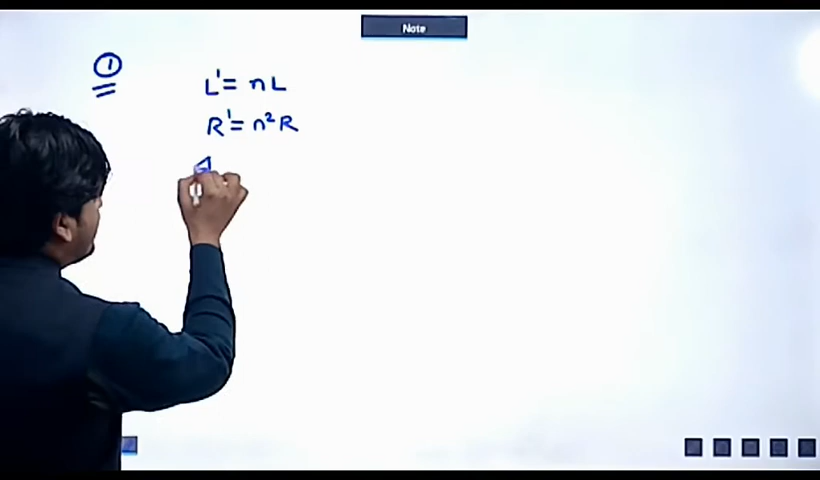 Note
①
L' = nL
R' = n²R